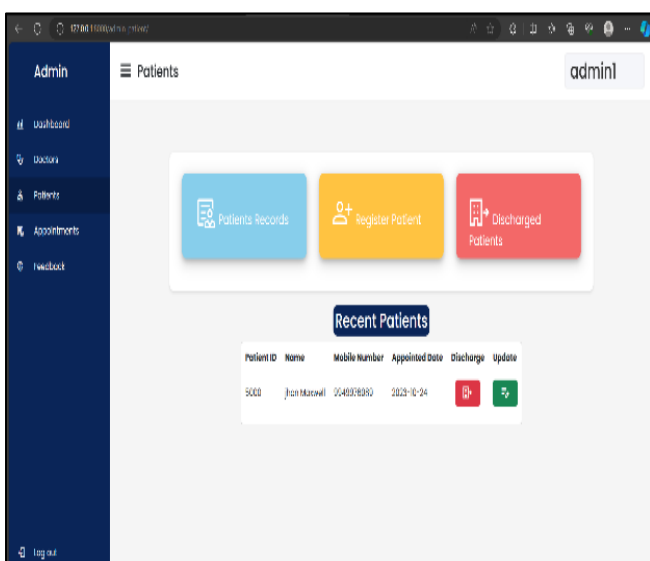 Admin
Patients
admin1
Dashboard
Doctors
Patients
Appointments
Feedback
Patients Records
Register Patient
Discharged
Patients
Recent Patients
Patient ID Name Mobile Number Appointed Date Discharge Update
5000 jhon Maxwell 2023-10-24
Log out